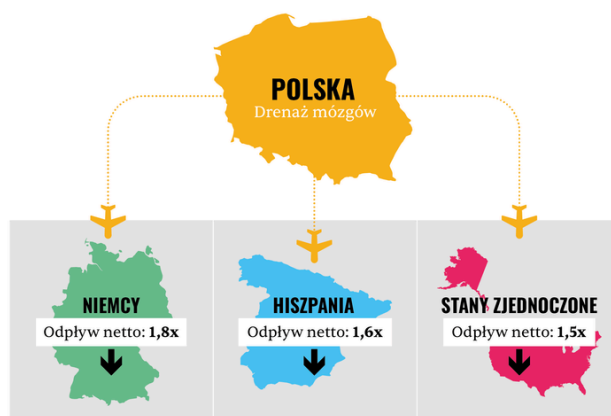 POLSKA
Drenaż mózgów
NIEMCY
Odpływ netto: 1,8x
HISZPANIA
Odpływ netto: 1,6x
STANY ZJEDNOCZONE
Odpływ netto: 1,5x